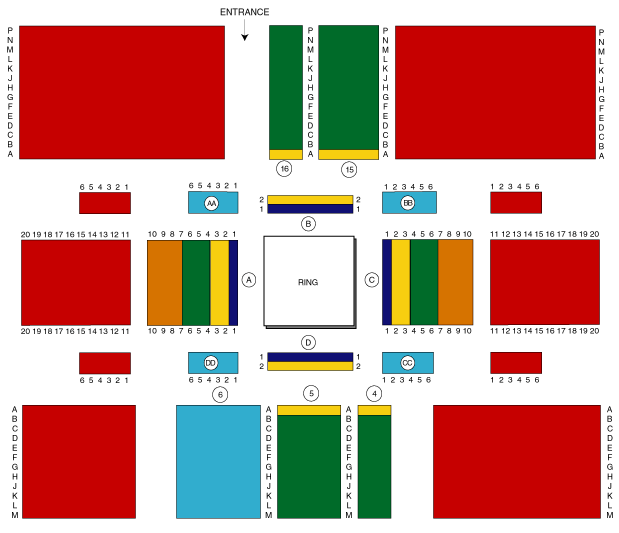 ENTRANCE
P P P P
N N N N
M M M M
L L L L
K K K K
J J J J
H H H H
G G G G
F F F F
E E E E
D D D D
C C C C
B B B B
A A A A
16 15
6 5 4 3 2 1 6 5 4 3 2 1 1 2 3 4 5 6 1 2 3 4 5 6
AA 2 2 BB
1 1
B
20 19 18 17 16 15 14 13 12 11 10 9 8 7 6 5 4 3 2 1 1 2 3 4 5 6 7 8 9 10 11 12 13 14 15 16 17 18 19 20
A RING C
20 19 18 17 16 15 14 13 12 11 10 9 8 7 6 5 4 3 2 1 1 2 3 4 5 6 7 8 9 10 11 12 13 14 15 16 17 18 19 20
D
1 1
DD 2 2 CC
6 5 4 3 2 1 6 5 4 3 2 1 1 2 3 4 5 6 1 2 3 4 5 6
6 5 4
A A A A
B B B B
C C C C
D D D D
E E E E
F F F F
G G G G
H H H H
J J J J
K K K K
L L L L
M M M M